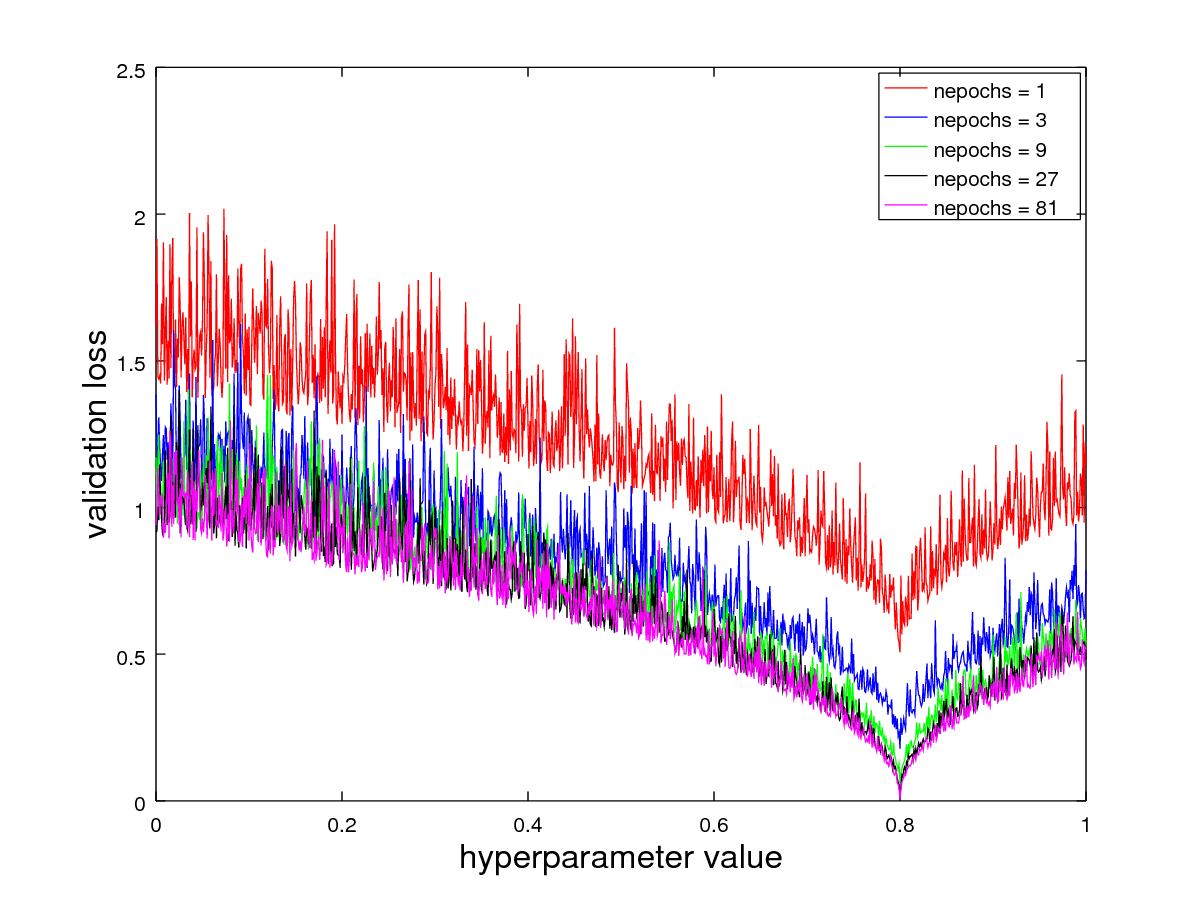 2.5
2
1.5
1
0.5
0
0
0.2
0.4
0.6
0.8
1
validation loss
hyperparameter value
nepochs = 1
nepochs = 3
nepochs = 9
nepochs = 27
nepochs = 81